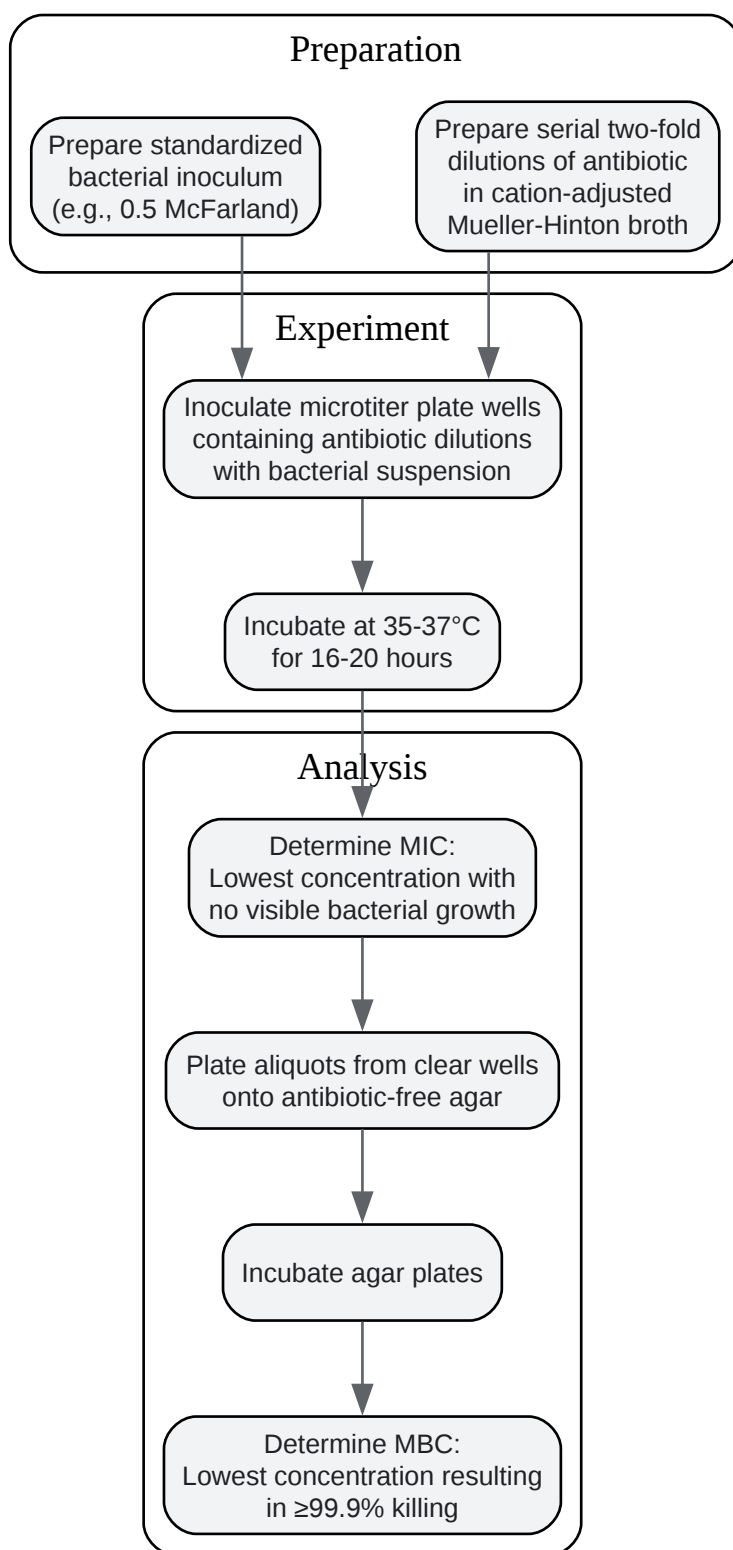 Preparation
Prepare standardized
bacterial inoculum
(e.g., 0.5 McFarland)
Prepare serial two-fold
dilutions of antibiotic
in cation-adjusted
Mueller-Hinton broth
Experiment
Inoculate microtiter plate wells
containing antibiotic dilutions
with bacterial suspension
Incubate at 35-37°C
for 16-20 hours
Analysis
Determine MIC:
Lowest concentration with
no visible bacterial growth
Plate aliquots from clear wells
onto antibiotic-free agar
Incubate agar plates
Determine MBC:
Lowest concentration resulting
in ≥99.9% killing